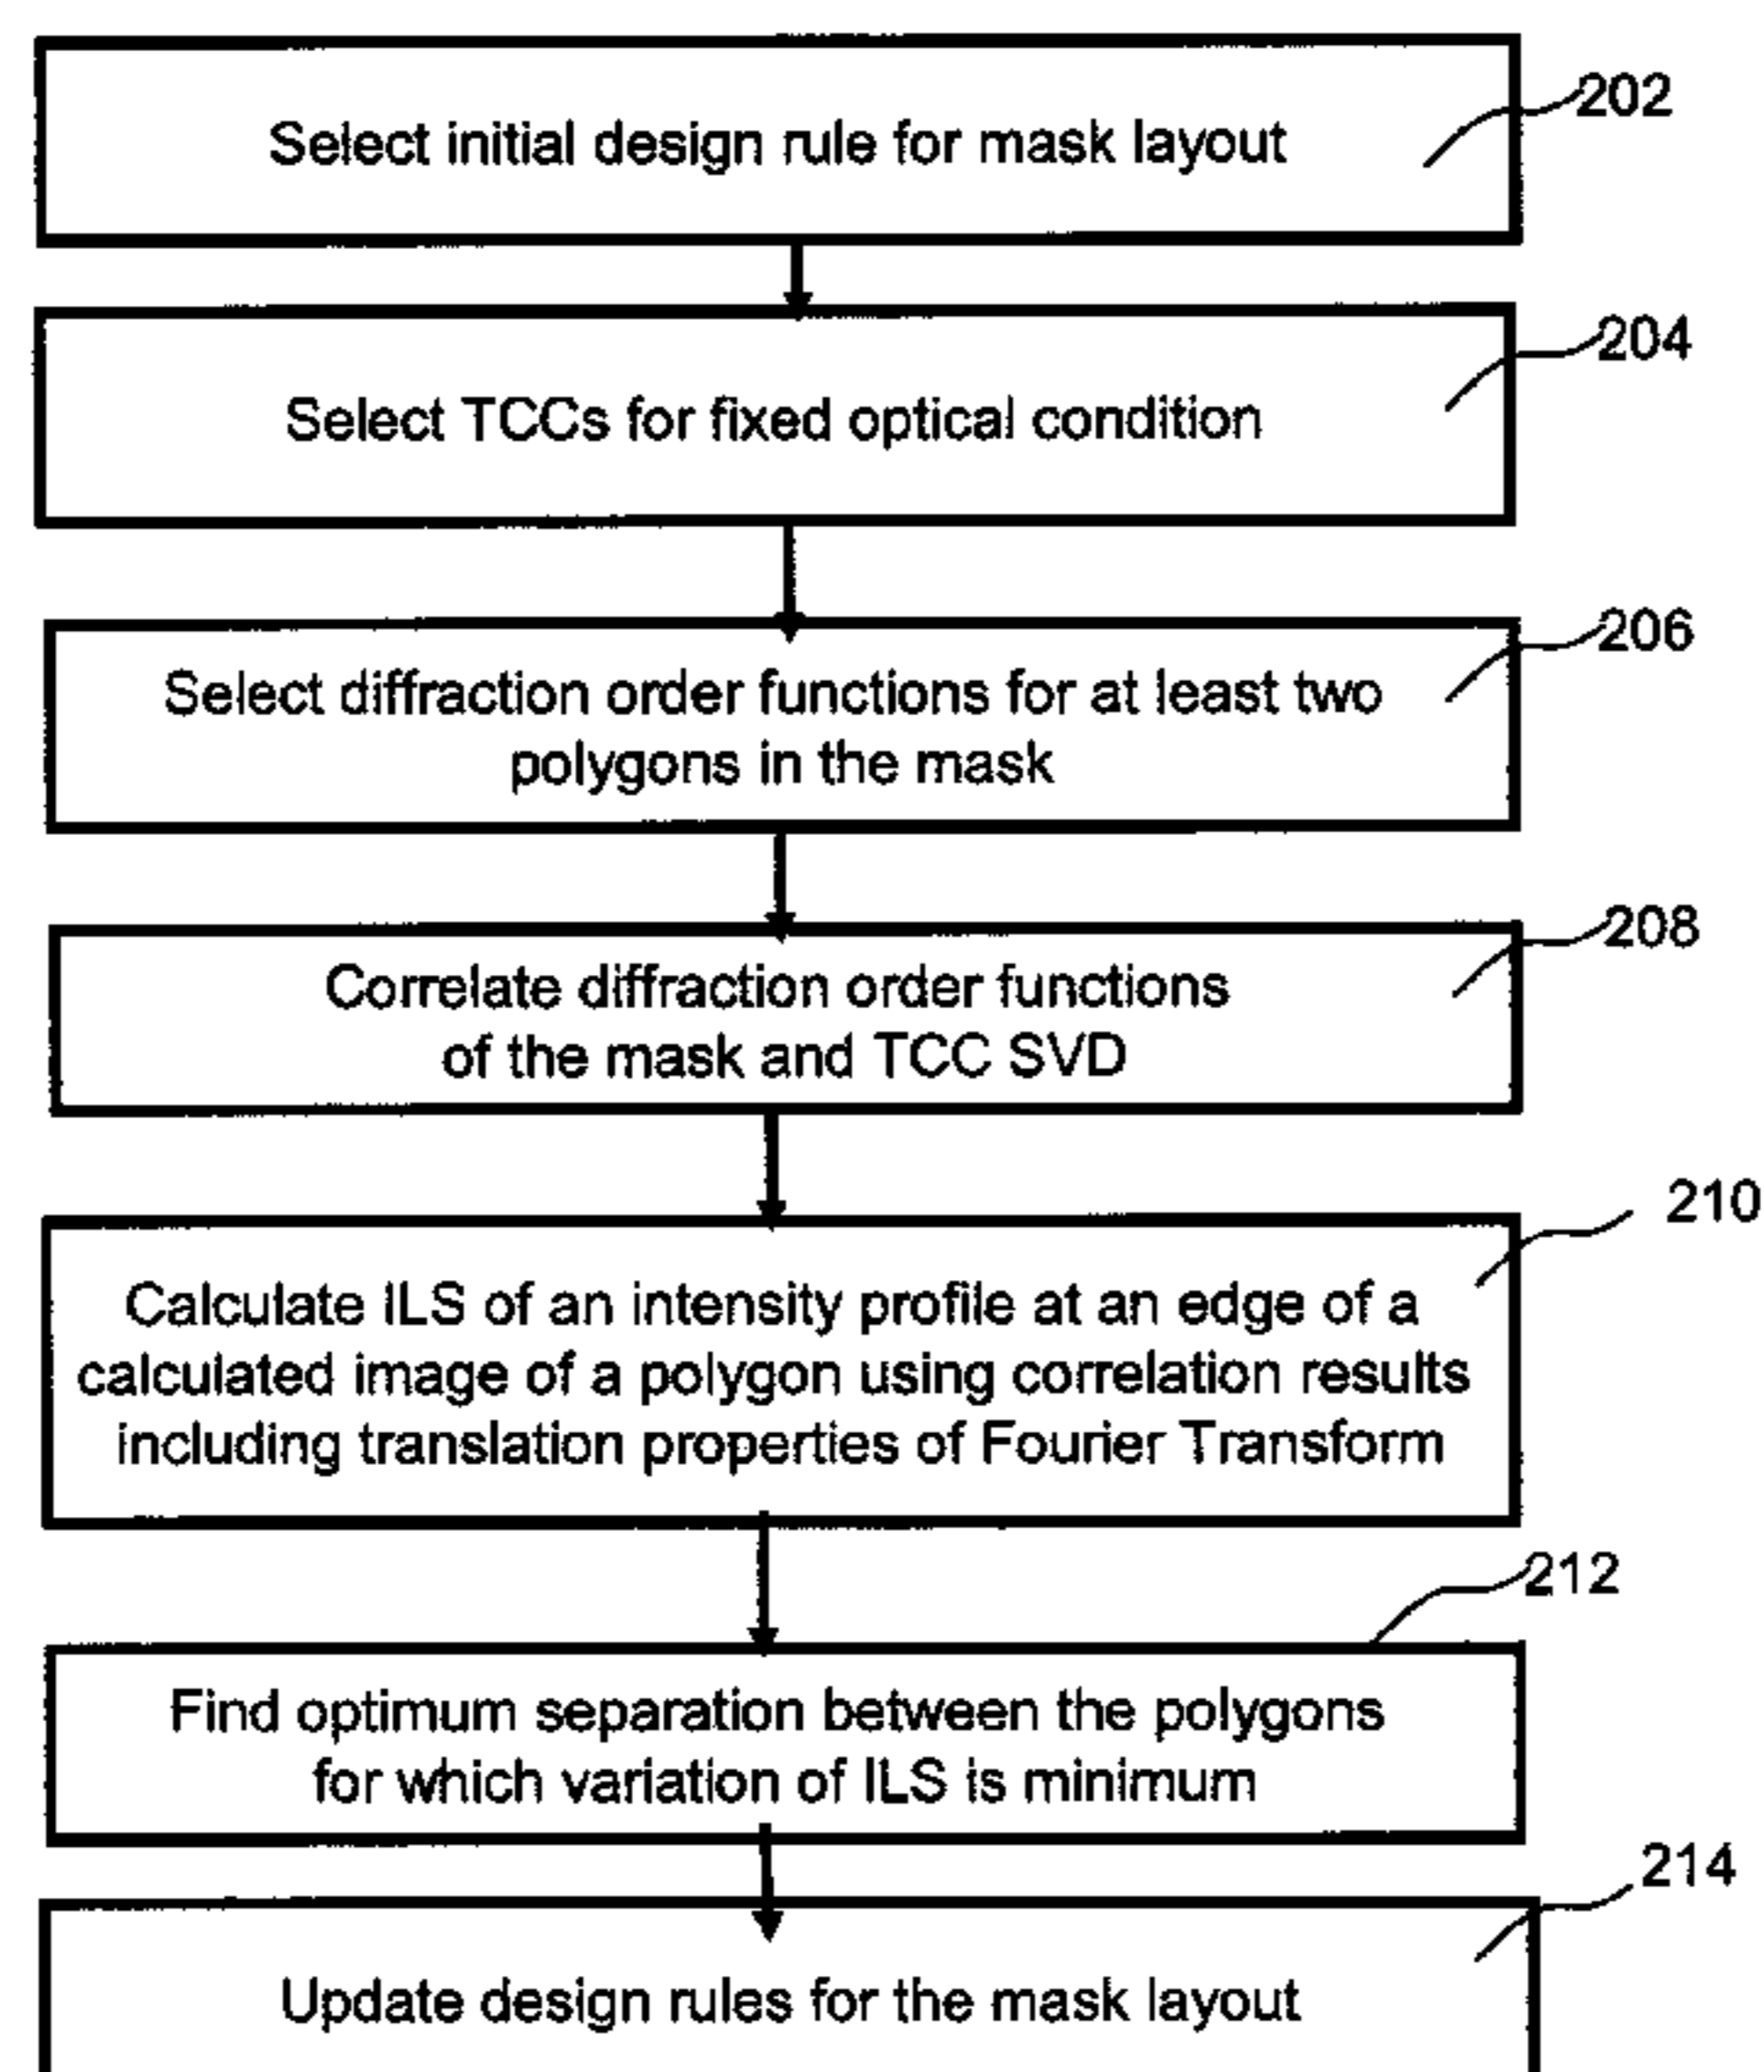 202
Select initial design rule for mask layout
204
Select TCCs for fixed optical condition
206
Select diffraction order functions for at least two
polygons in the mask
208
Correlate diffraction order functions
of the mask and TCC SVD
210
Calculate ILS of an intensity profile at an edge of a
calculated image of a polygon using correlation results
including translation properties of Fourier Transform
212
Find optimum separation between the polygons
for which variation of ILS is minimum
214
Update design rules for the mask layout